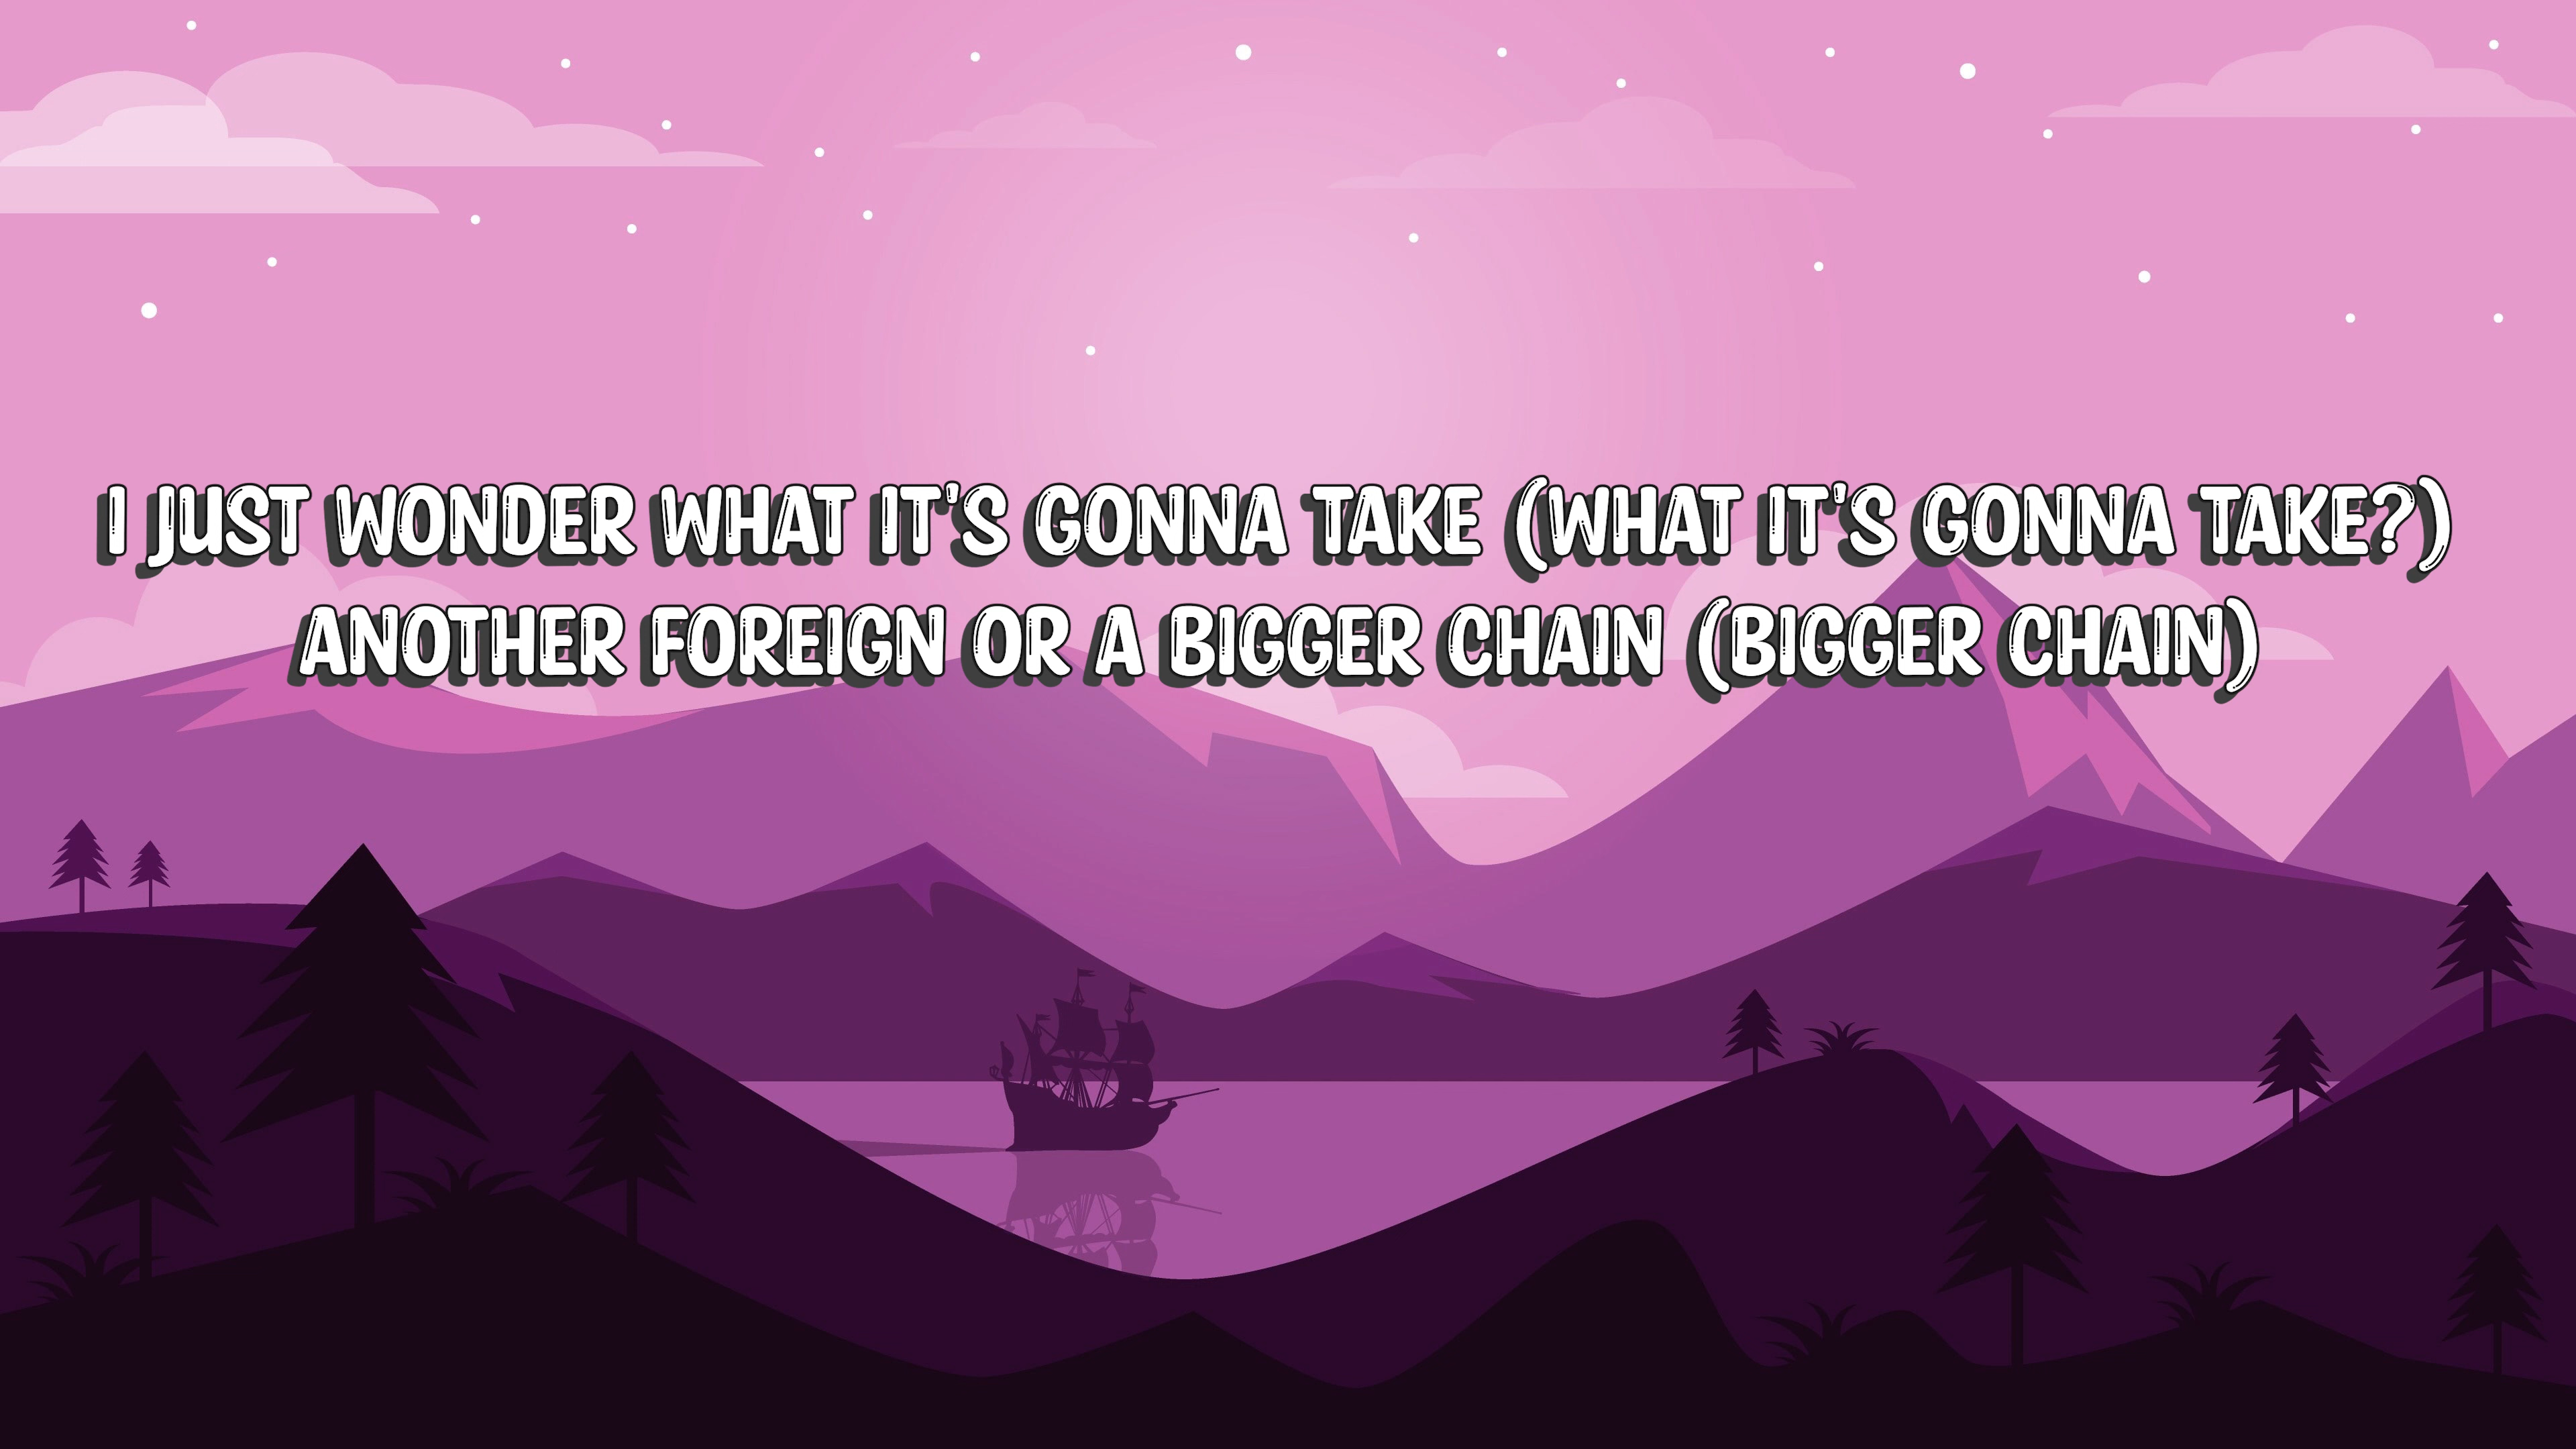 I JUST WONDER WHAT IT'S GONNA TAKE (WHAT IT'S GONNA TAKE?)
ANOTHER FOREIGN OR A BIGGER CHAIN (BIGGER CHAIN)